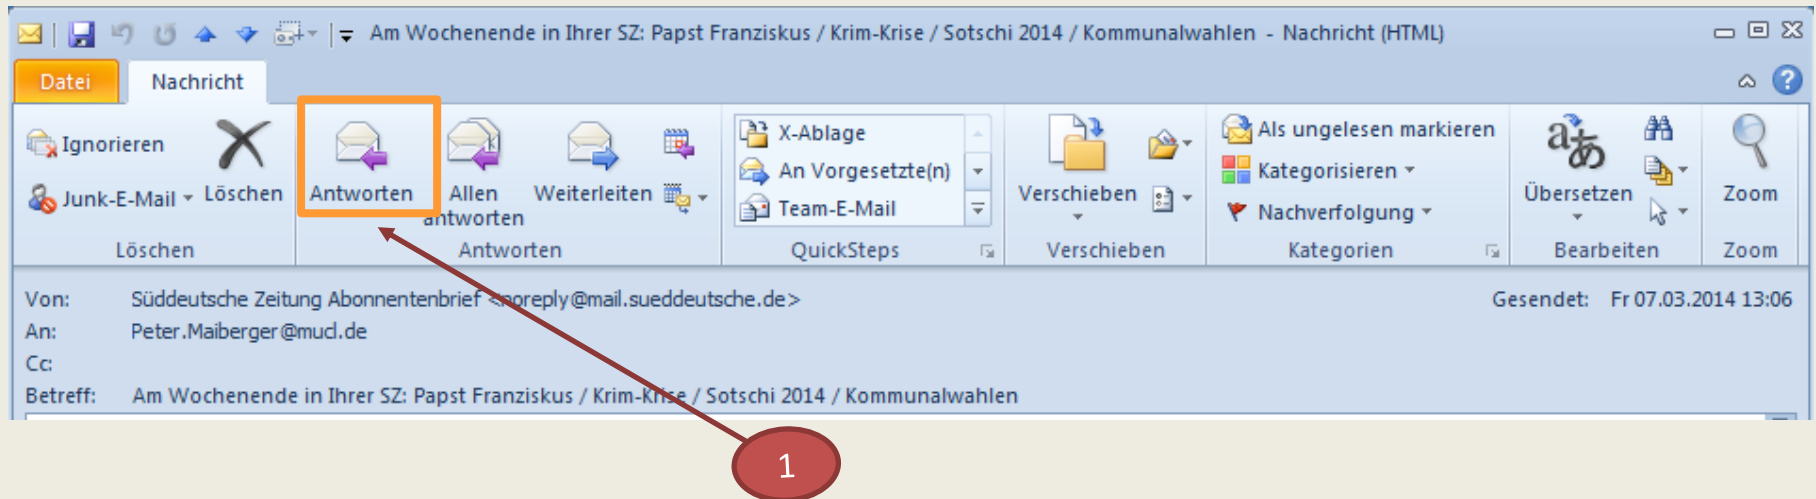 Am Wochenende in Ihrer SZ: Papst Franziskus / Krim-Krise / Sotschi 2014 / Kommunalwahlen - Nachricht (HTML)
Datei Nachricht
Ignorieren
Junk-E-Mail
Löschen
Löschen
Antworten
Allen
antworten
Weiterleiten
Antworten
X-Ablage
An Vorgesetzte(n)
Team-E-Mail
QuickSteps
Verschieben
Verschieben
Als ungelesen markieren
Kategorisieren
Nachverfolgung
Kategorien
Übersetzen
Bearbeiten
Zoom
Zoom
Von: Süddeutsche Zeitung Abonnentenbrief <noreply@mail.sueddeutsche.de> Gesendet: Fr 07.03.2014 13:06
An: Peter.Maiberger@mucl.de
Cc:
Betreff: Am Wochenende in Ihrer SZ: Papst Franziskus / Krim-Krise / Sotschi 2014 / Kommunalwahlen
1